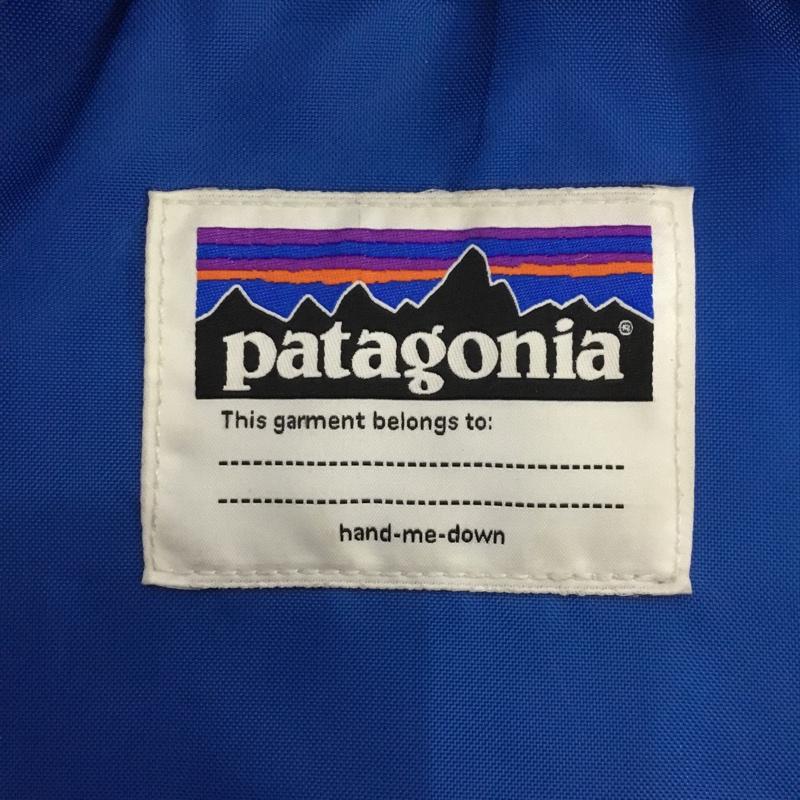 patagonia®
This garment belongs to:
hand-me-down